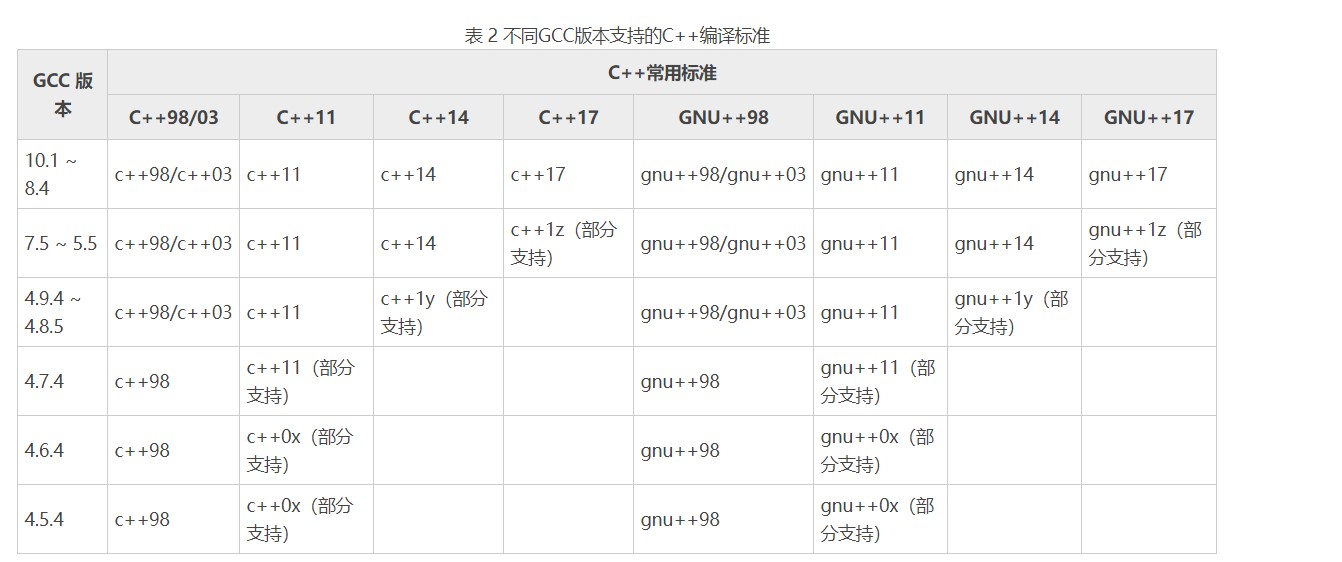 表 2 不同GCC版本支持的C++编译标准
GCC 版本 C++常用标准
C++98/03 C++11 C++14 C++17 GNU++98 GNU++11 GNU++14 GNU++17
10.1 ~ 8.4 c++98/c++03 c++11 c++14 c++17 gnu++98/gnu++03 gnu++11 gnu++14 gnu++17
7.5 ~ 5.5 c++98/c++03 c++11 c++14 c++1z（部分支持） gnu++98/gnu++03 gnu++11 gnu++14 gnu++1z（部分支持）
4.9.4 ~ 4.8.5 c++98/c++03 c++11 c++1y（部分支持） gnu++98/gnu++03 gnu++11 gnu++1y（部分支持）
4.7.4 c++98 c++11（部分支持） gnu++98 gnu++11（部分支持）
4.6.4 c++98 c++0x（部分支持） gnu++98 gnu++0x（部分支持）
4.5.4 c++98 c++0x（部分支持） gnu++98 gnu++0x（部分支持）